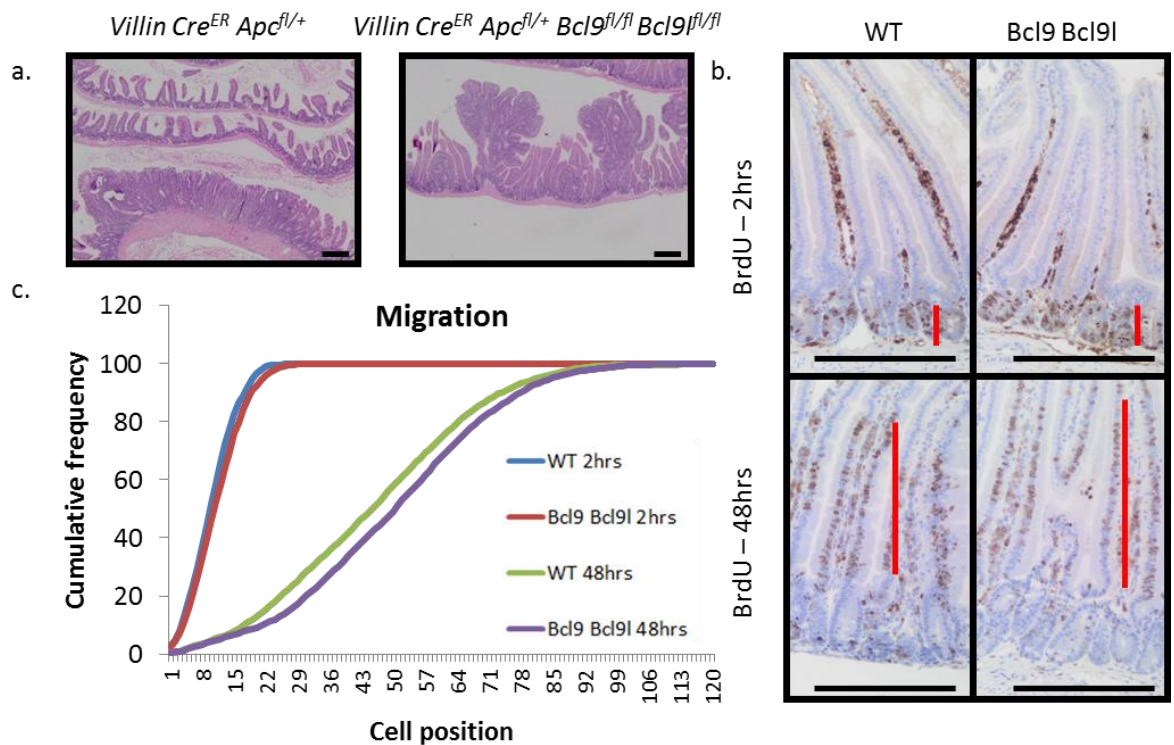 Villin Cre^ER Apc^fl/+
Villin Cre^ER Apc^fl/+ Bcl9^fl/fl Bcl9l^fl/fl
a.
b.
WT
Bcl9 Bcl9l
BrdU – 2hrs
BrdU – 48hrs
c.
Migration
Cumulative frequency
120
100
80
60
40
20
0
WT 2hrs
Bcl9 Bcl9l 2hrs
WT 48hrs
Bcl9 Bcl9l 48hrs
1 8 15 22 29 36 43 50 57 64 71 78 85 92 99 106 113 120
Cell position